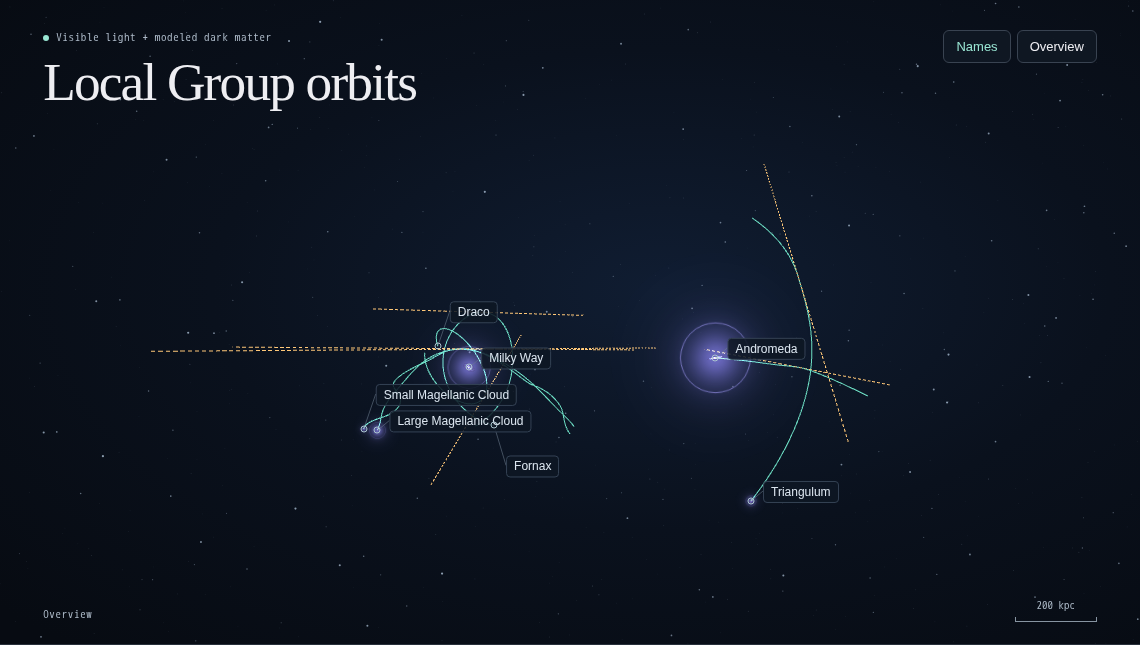 Visible light + modeled dark matter
Local Group orbits
Names
Overview
Draco
Milky Way
Andromeda
Small Magellanic Cloud
Large Magellanic Cloud
Fornax
Triangulum
Overview
200 kpc